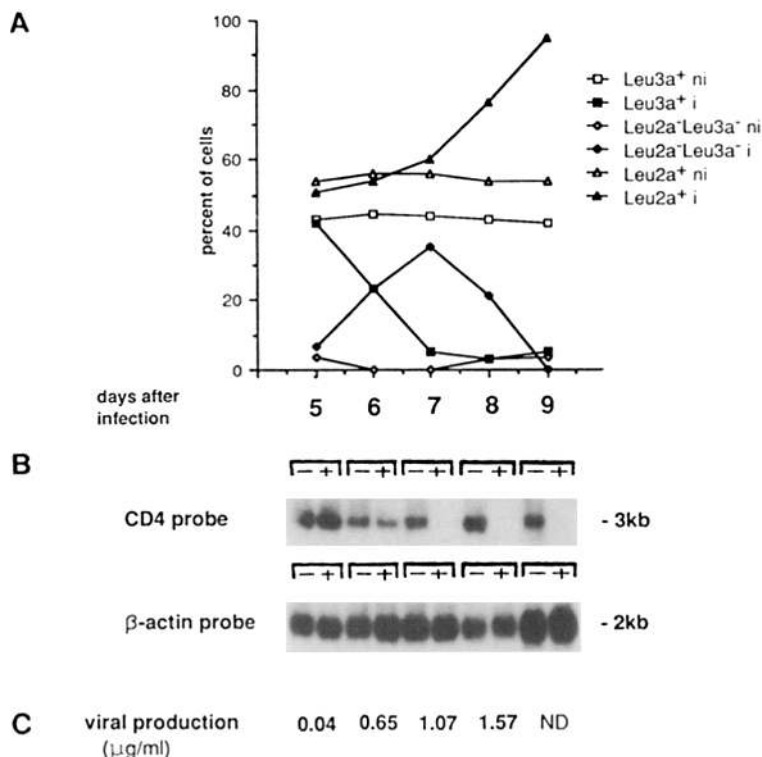 A
100
80
60
40
20
0
percent of cells
Leu3a⁺ ni
Leu3a⁺ i
Leu2a⁻Leu3a⁻ ni
Leu2a⁻Leu3a⁻ i
Leu2a⁺ ni
Leu2a⁺ i
days after infection 5 6 7 8 9
B
− + − + − + − + − +
CD4 probe - 3kb
− + − + − + − + − +
β-actin probe - 2kb
C viral production 0.04 0.65 1.07 1.57 ND
(μg/ml)